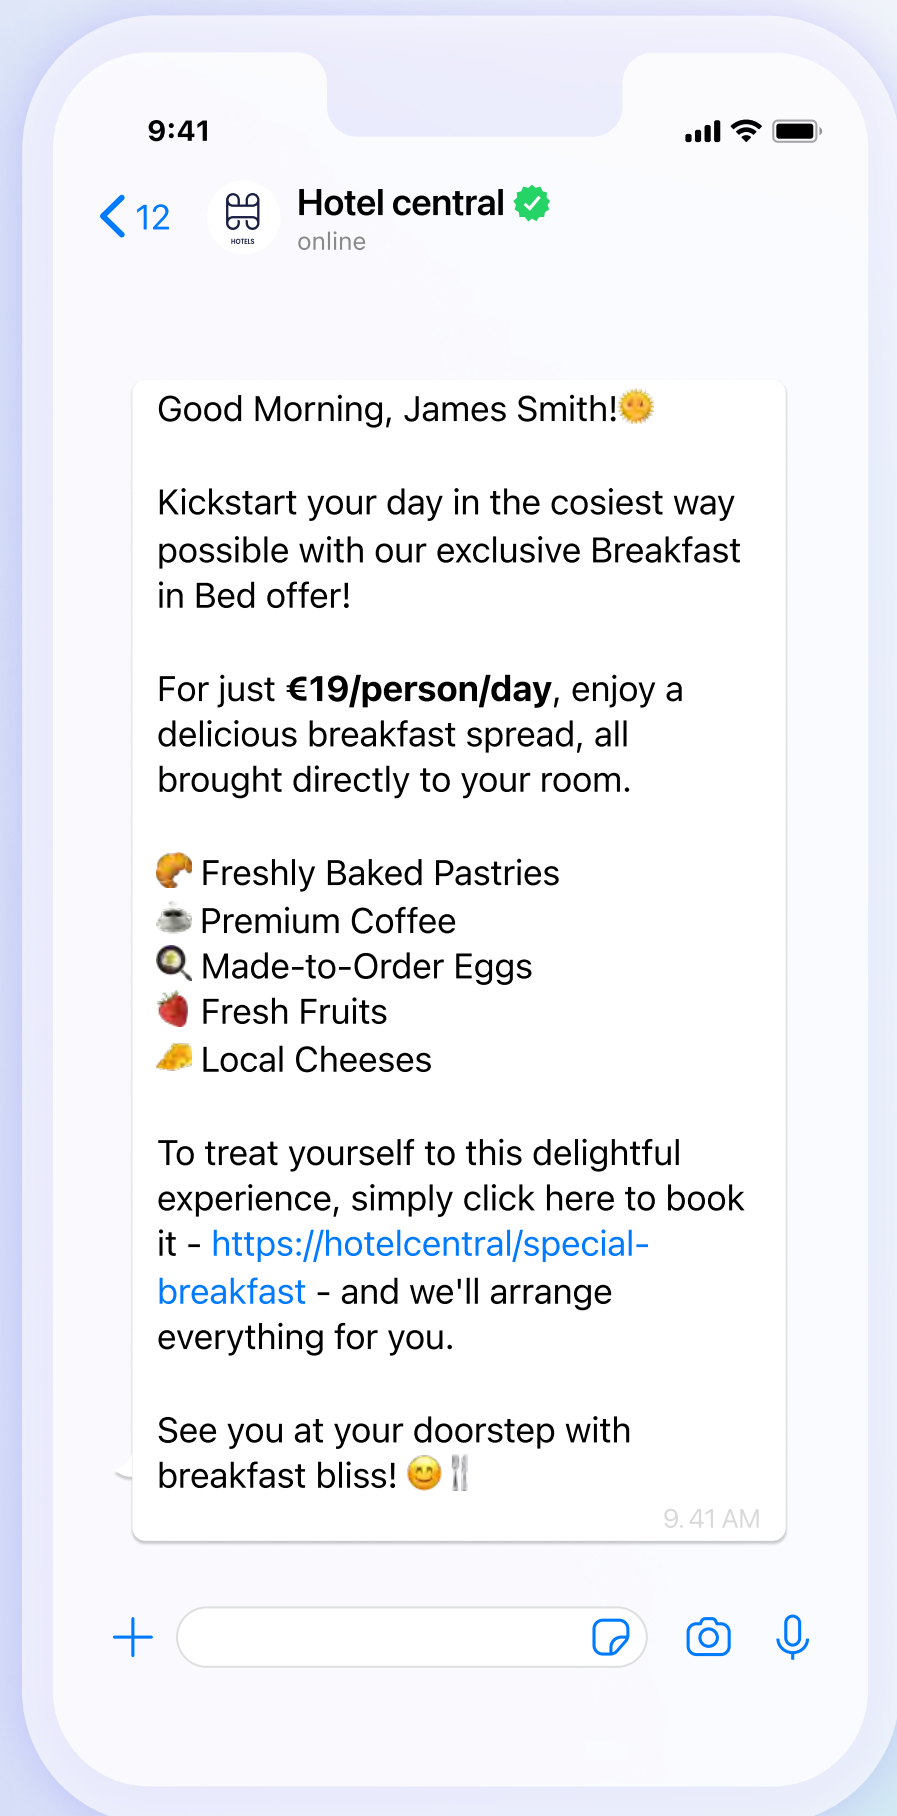 9:41
12
Hotel central
HOTELS
online
Good Morning, James Smith!🌞
Kickstart your day in the cosiest way
possible with our exclusive Breakfast
in Bed offer!
For just €19/person/day, enjoy a
delicious breakfast spread, all
brought directly to your room.
🥐 Freshly Baked Pastries
☕ Premium Coffee
🍳 Made-to-Order Eggs
🍓 Fresh Fruits
🧀 Local Cheeses
To treat yourself to this delightful
experience, simply click here to book
it - https://hotelcentral/special-
breakfast - and we'll arrange
everything for you.
See you at your doorstep with
breakfast bliss! 😊🍴
9. 41 AM